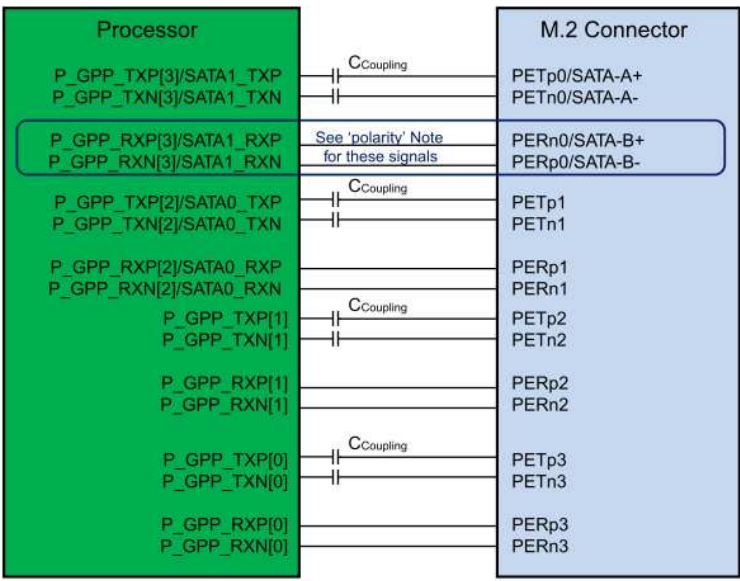 Processor M.2 Connector
CCoupling
P_GPP_TXP[3]/SATA1_TXP PETp0/SATA-A+
P_GPP_TXN[3]/SATA1_TXN PETn0/SATA-A-
P_GPP_RXP[3]/SATA1_RXP See 'polarity' Note PERn0/SATA-B+
P_GPP_RXN[3]/SATA1_RXN for these signals PERp0/SATA-B-
CCoupling
P_GPP_TXP[2]/SATA0_TXP PETp1
P_GPP_TXN[2]/SATA0_TXN PETn1
P_GPP_RXP[2]/SATA0_RXP PERp1
P_GPP_RXN[2]/SATA0_RXN PERn1
CCoupling
P_GPP_TXP[1] PETp2
P_GPP_TXN[1] PETn2
P_GPP_RXP[1] PERp2
P_GPP_RXN[1] PERn2
CCoupling
P_GPP_TXP[0] PETp3
P_GPP_TXN[0] PETn3
P_GPP_RXP[0] PERp3
P_GPP_RXN[0] PERn3